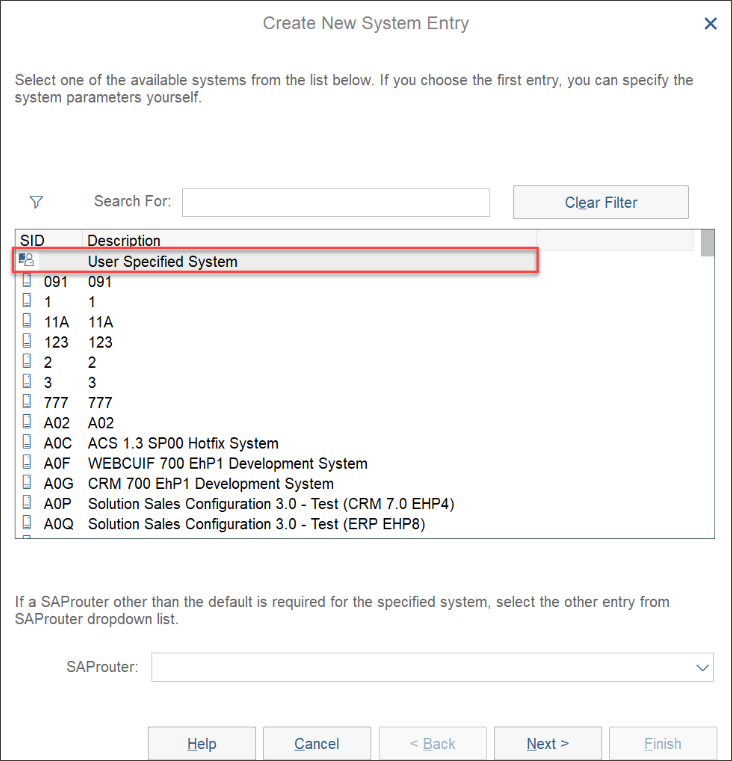 Create New System Entry
Select one of the available systems from the list below. If you choose the first entry, you can specify the
system parameters yourself.
Search For:
Clear Filter
SID Description
User Specified System
091 091
1 1
11A 11A
123 123
2 2
3 3
777 777
A02 A02
A0C ACS 1.3 SP00 Hotfix System
A0F WEBCUIF 700 EhP1 Development System
A0G CRM 700 EhP1 Development System
A0P Solution Sales Configuration 3.0 - Test (CRM 7.0 EHP4)
A0Q Solution Sales Configuration 3.0 - Test (ERP EHP8)
If a SAProuter other than the default is required for the specified system, select the other entry from
SAProuter dropdown list.
SAProuter:
Help Cancel < Back Next > Finish